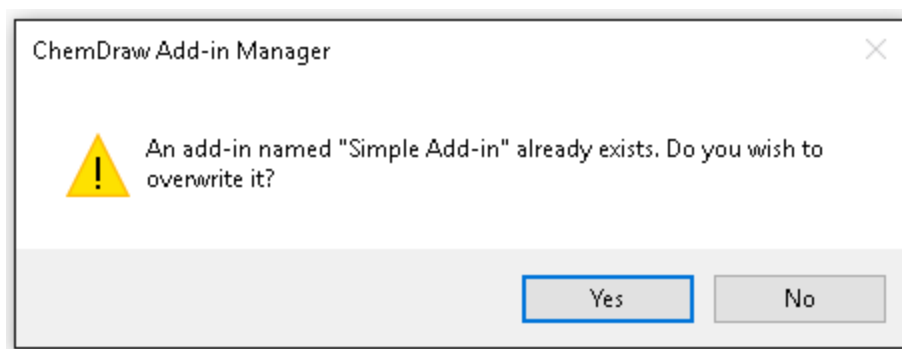 ChemDraw Add-in Manager
An add-in named "Simple Add-in" already exists. Do you wish to
overwrite it?
Yes No